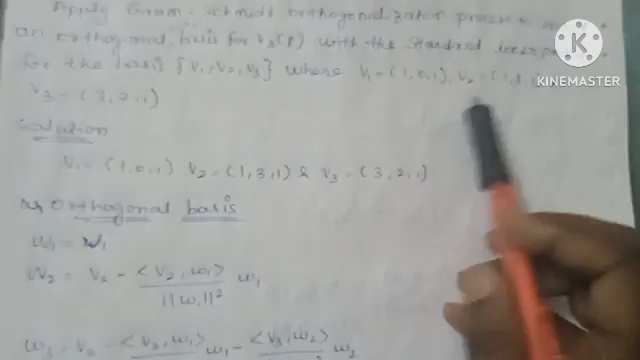 Apply Gram-Schmidt orthogonalization process
an orthogonal basis for V3(R) with the standard inner
for the basis {V1, V2, V3} where V1 = (1,0,1), V2 = (1,3
V3 = (3,2,1)
K
KINEMASTER
Solution
V1 = (1,0,1) V2 = (1,3,1) & V3 = (3,2,1)
Orthogonal basis
W1 = V1
W2 = V2 - <V2, W1> / ||W1||² W1
W3 = V3 - <V3, W1> W1 - <V3, W2> W2